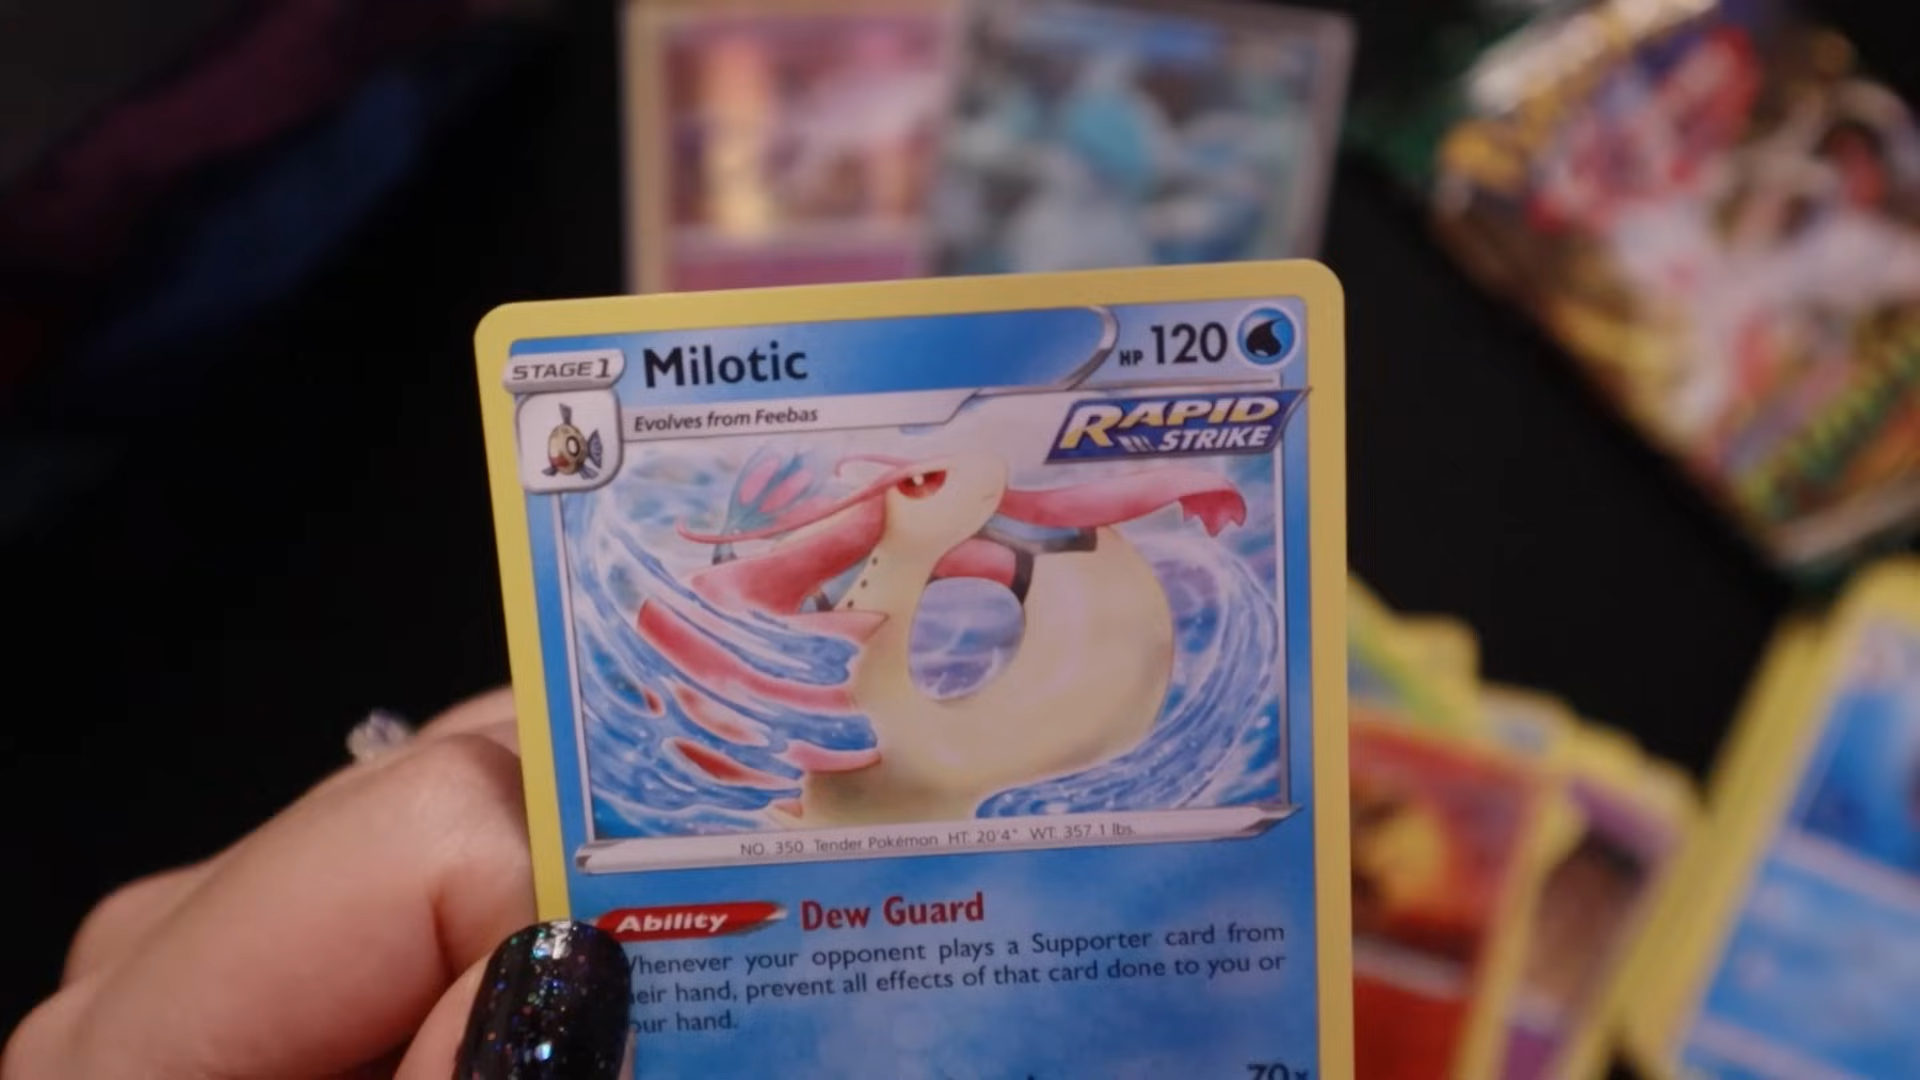 STAGE 1 Milotic HP 120
Evolves from Feebas
RAPID
STRIKE
NO. 350 Tender Pokémon HT: 20'4" WT: 357.1 lbs.
Ability Dew Guard
henever your opponent plays a Supporter card from
eir hand, prevent all effects of that card done to you or
our hand.
70×